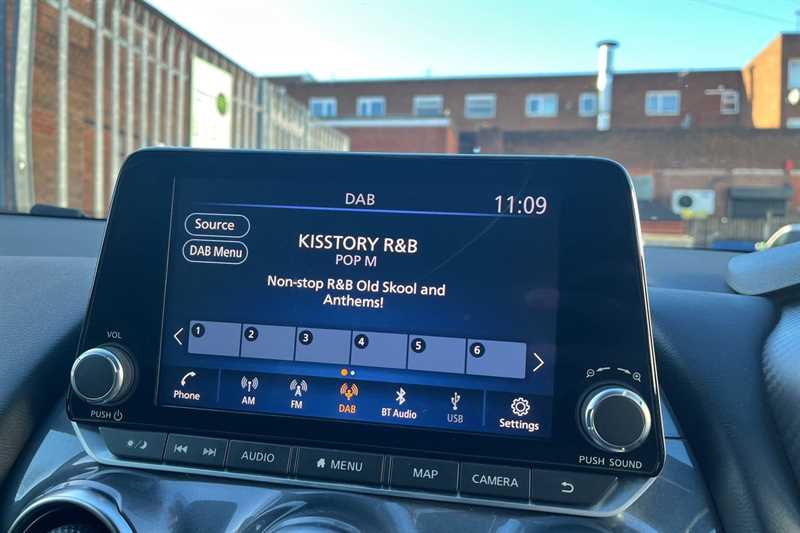 DAB
11:09
Source
DAB Menu
KISSTORY R&B
POP M
Non-stop R&B Old Skool and
Anthems!
1 2 3 4 5 6
Phone
AM
FM
DAB
BT Audio
USB
Settings
VOL
PUSH
PUSH SOUND
AUDIO
MENU
MAP
CAMERA